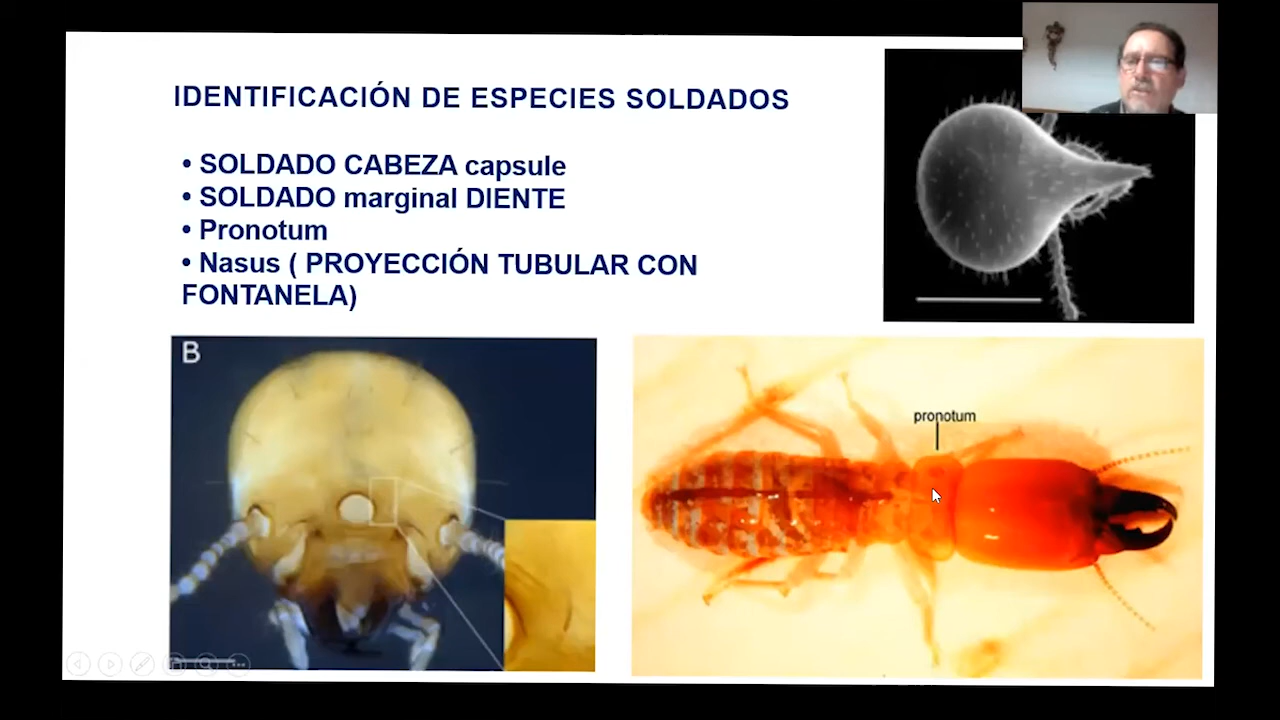 IDENTIFICACIÓN DE ESPECIES SOLDADOS
• SOLDADO CABEZA capsule
• SOLDADO marginal DIENTE
• Pronotum
• Nasus ( PROYECCIÓN TUBULAR CON
FONTANELA)
B
pronotum